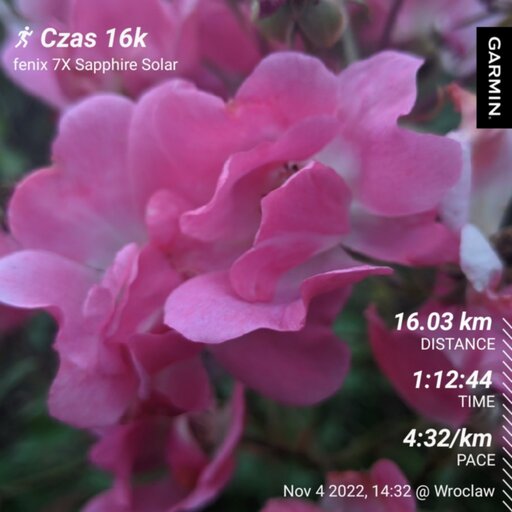 Czas 16k
fenix 7X Sapphire Solar
GARMIN.
16.03 km
DISTANCE
1:12:44
TIME
4:32/km
PACE
Nov 4 2022, 14:32 @ Wroclaw